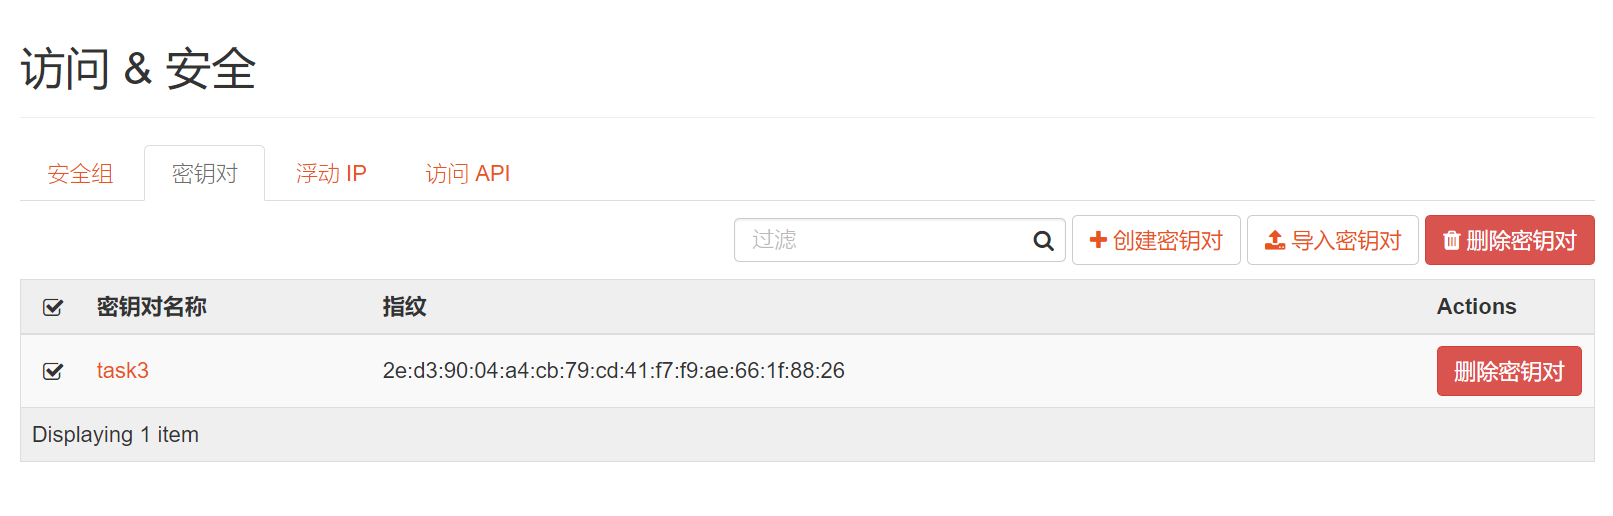 访问 & 安全
安全组 密钥对 浮动 IP 访问 API
过滤 创建密钥对 导入密钥对 删除密钥对
密钥对名称 指纹 Actions
task3 2e:d3:90:04:a4:cb:79:cd:41:f7:f9:ae:66:1f:88:26 删除密钥对
Displaying 1 item